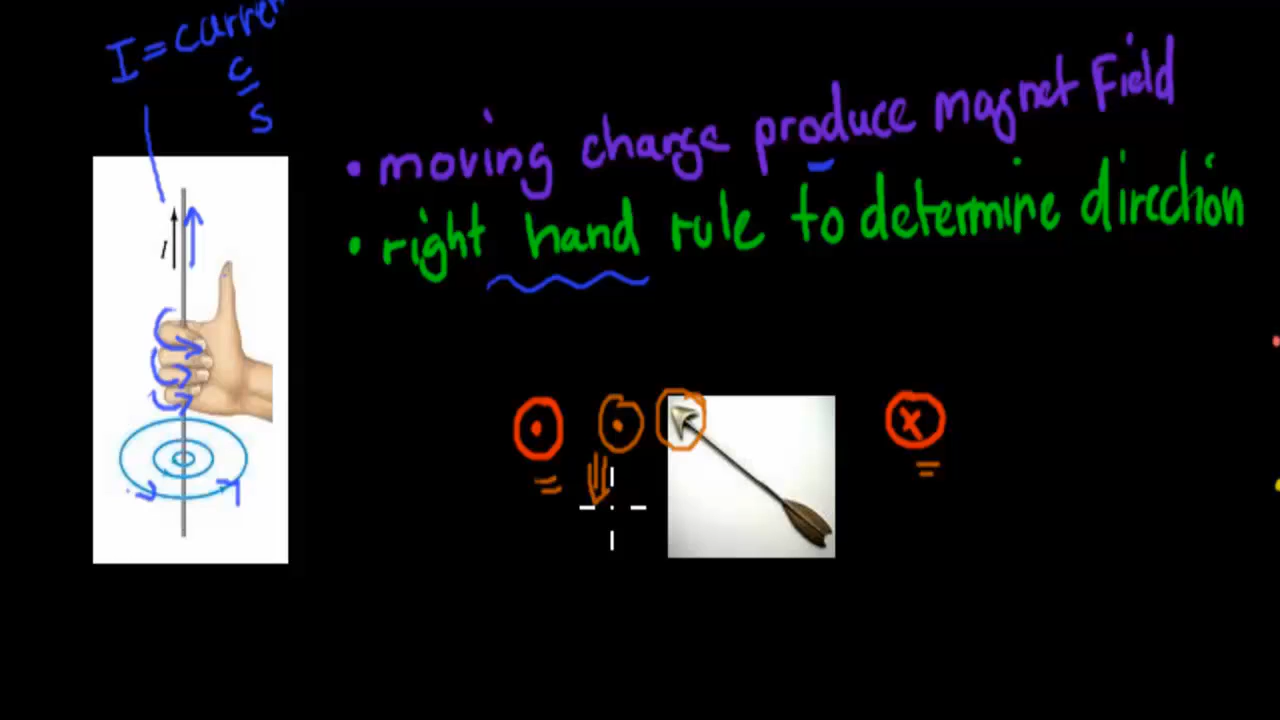 I = curren
C
S
• moving charge produce magnet Field
• right hand rule to determine direction
I